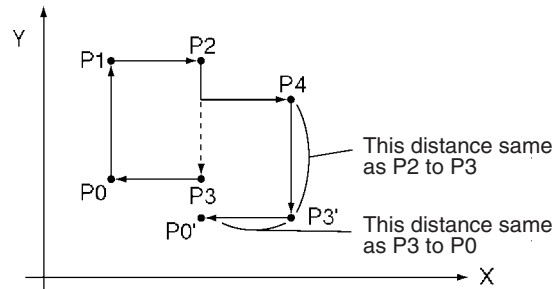 Y
P1
P2
P4
This distance same
as P2 to P3
P0
P3
P0'
P3'
This distance same
as P3 to P0
X